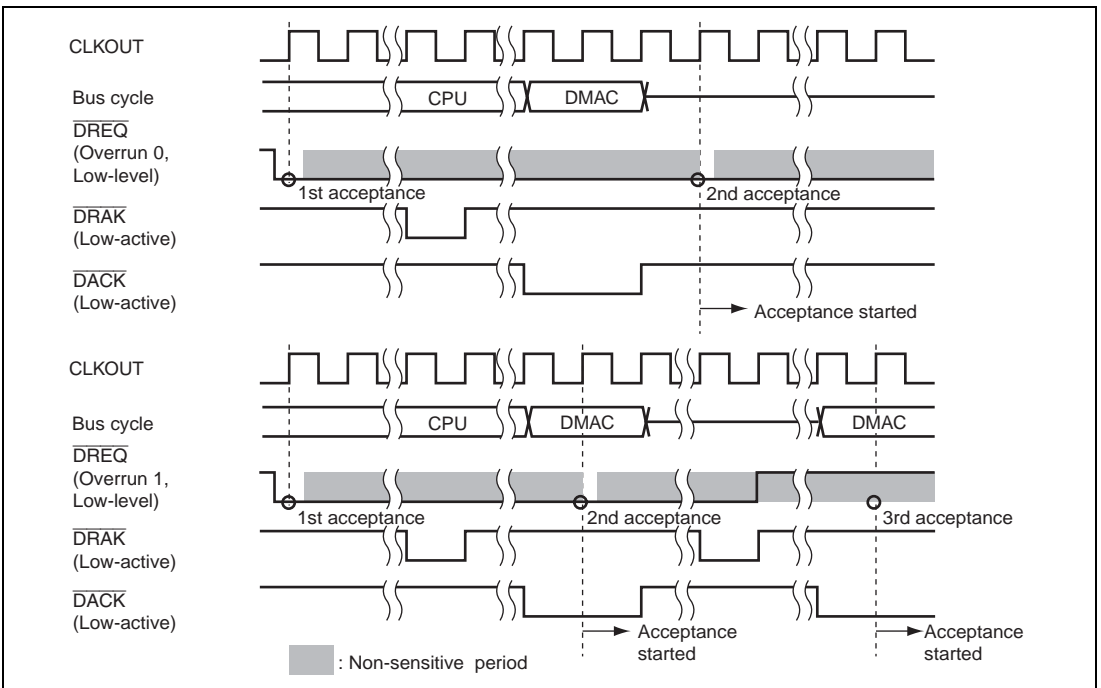 CLKOUT
Bus cycle
CPU
DMAC
DREQ
(Overrun 0,
Low-level)
1st acceptance
2nd acceptance
DRAK
(Low-active)
DACK
(Low-active)
Acceptance started
CLKOUT
Bus cycle
CPU
DMAC
DMAC
DREQ
(Overrun 1,
Low-level)
1st acceptance
2nd acceptance
3rd acceptance
DRAK
(Low-active)
DACK
(Low-active)
Acceptance
started
Acceptance
started
: Non-sensitive period